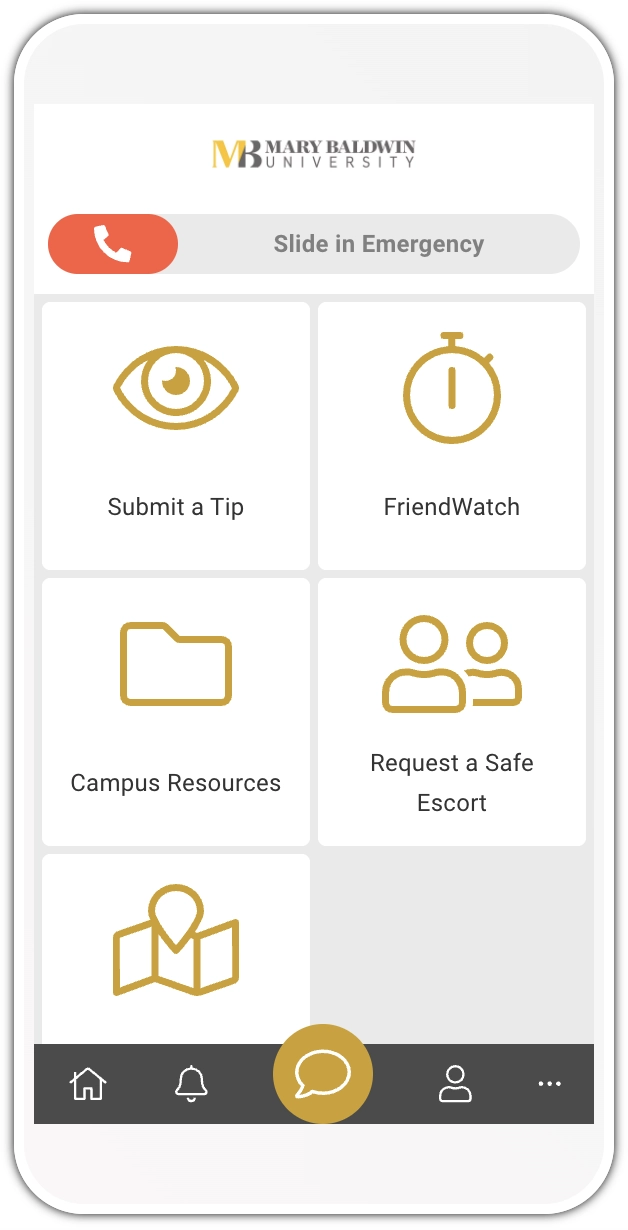 MB MARY BALDWIN
UNIVERSITY
Slide in Emergency
Submit a Tip
FriendWatch
Campus Resources
Request a Safe
Escort